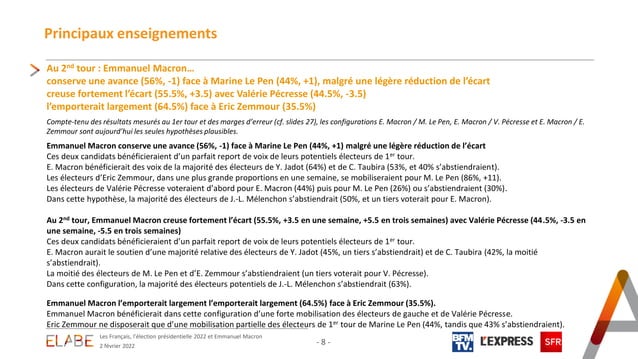 Principaux enseignements
Au 2nd tour : Emmanuel Macron…
conserve une avance (56%, -1) face à Marine Le Pen (44%, +1), malgré une légère réduction de l'écart
creuse fortement l'écart (55.5%, +3.5) avec Valérie Pécresse (44.5%, -3.5)
l'emporterait largement (64.5%) face à Eric Zemmour (35.5%)
Compte-tenu des résultats mesurés au 1er tour et des marges d'erreur (cf. slides 27), les configurations E. Macron / M. Le Pen, E. Macron / V. Pécresse et E. Macron / E.
Zemmour sont aujourd'hui les seules hypothèses plausibles.
Emmanuel Macron conserve une avance (56%, -1) face à Marine Le Pen (44%, +1) malgré une légère réduction de l'écart
Ces deux candidats bénéficieraient d'un parfait report de voix de leurs potentiels électeurs de 1er tour.
E. Macron bénéficierait des voix de la majorité des électeurs de Y. Jadot (64%) et de C. Taubira (53%, et 40% s'abstiendraient).
Les électeurs d'Eric Zemmour, dans une plus grande proportions en une semaine, se mobiliseraient pour M. Le Pen (86%, +11).
Les électeurs de Valérie Pécresse voteraient d'abord pour E. Macron (44%) puis pour M. Le Pen (26%) ou s'abstiendraient (30%).
Dans cette hypothèse, la majorité des électeurs de J.-L. Mélenchon s'abstiendrait (50%, et un tiers voterait pour E. Macron).
Au 2nd tour, Emmanuel Macron creuse fortement l'écart (55.5%, +3.5 en une semaine, +5.5 en trois semaines) avec Valérie Pécresse (44.5%, -3.5 en
une semaine, -5.5 en trois semaines)
Ces deux candidats bénéficieraient d'un parfait report de voix de leurs potentiels électeurs de 1er tour.
E. Macron aurait le soutien d'une majorité relative des électeurs de Y. Jadot (45%, un tiers s'abstiendrait) et de C. Taubira (42%, la moitié
s'abstiendrait).
La moitié des électeurs de M. Le Pen et d'E. Zemmour s'abstiendraient (un tiers voterait pour V. Pécresse).
Dans cette configuration, la majorité des électeurs potentiels de J.-L. Mélenchon s'abstiendrait (63%).
Emmanuel Macron l'emporterait largement l'emporterait largement (64.5%) face à Eric Zemmour (35.5%).
Emmanuel Macron bénéficierait dans cette configuration d'une forte mobilisation des électeurs de gauche et de Valérie Pécresse.
Eric Zemmour ne disposerait que d'une mobilisation partielle des électeurs de 1er tour de Marine Le Pen (44%, tandis que 43% s'abstiendraient).
ELABE
Les Français, l'élection présidentielle 2022 et Emmanuel Macron
2 février 2022
- 8 -
BFM
TV.
L'EXPRESS
SFR